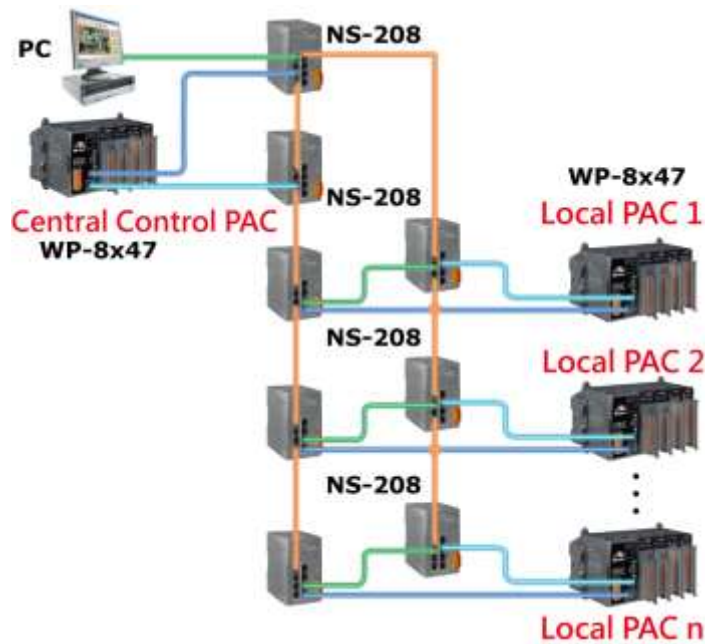 PC
NS-208
NS-208
Central Control PAC
WP-8x47
WP-8x47
Local PAC 1
NS-208
Local PAC 2
NS-208
Local PAC n